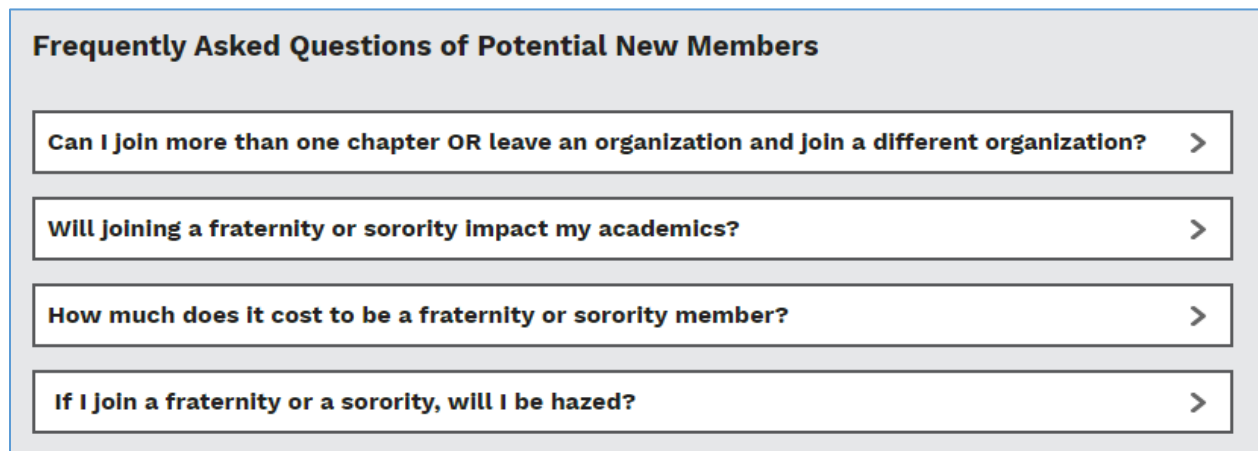 Frequently Asked Questions of Potential New Members
Can I join more than one chapter OR leave an organization and join a different organization?
Will joining a fraternity or sorority impact my academics?
How much does it cost to be a fraternity or sorority member?
If I join a fraternity or a sorority, will I be hazed?